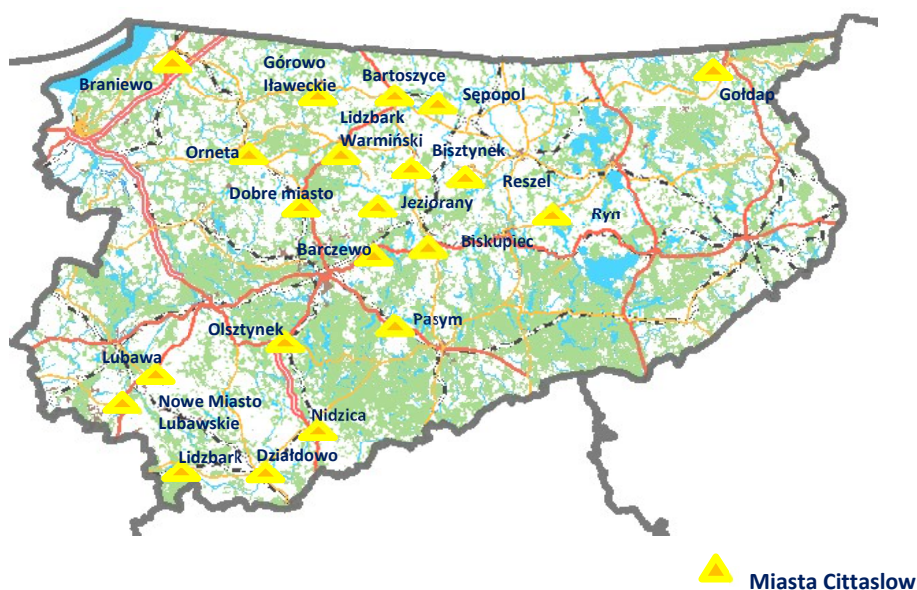 Braniewo
Górowo
Iławeckie
Bartoszyce
Sępopol
Gołdap
Lidzbark
Warmiński
Orneta
Bisztynek
Reszel
Dobre miasto
Jeziorany
Ryn
Barczewo
Biskupiec
Olsztynek
Pasym
Lubawa
Nowe Miasto
Lubawskie
Nidzica
Lidzbark
Działdowo
Miasta Cittaslow